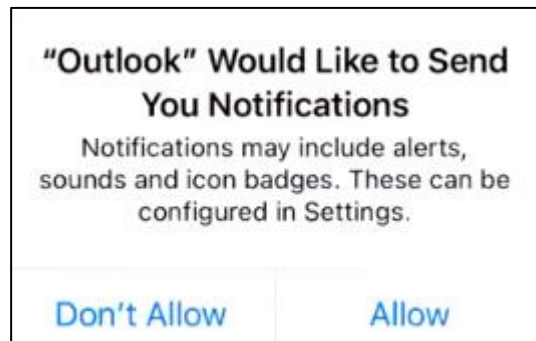 “Outlook” Would Like to Send
You Notifications
Notifications may include alerts,
sounds and icon badges. These can be
configured in Settings.
Don’t Allow
Allow